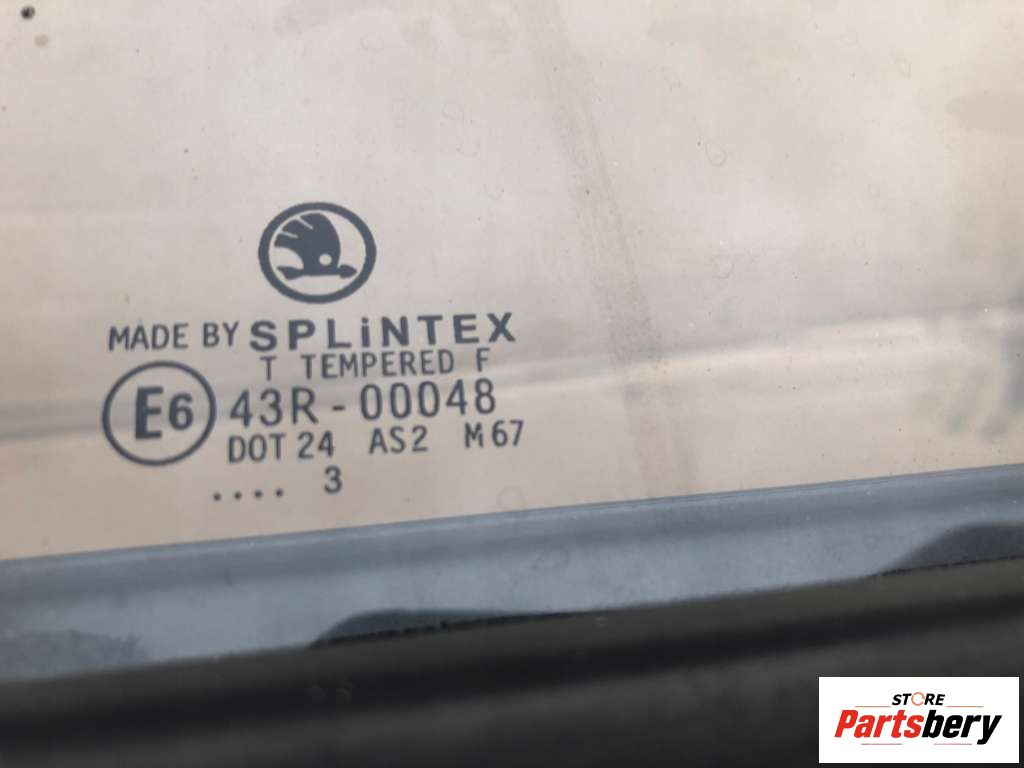 MADE BY SPLiNTEX
T TEMPERED F
E6 43R - 00048
DOT 24 AS2 M67
.... 3
STORE
Partsbery